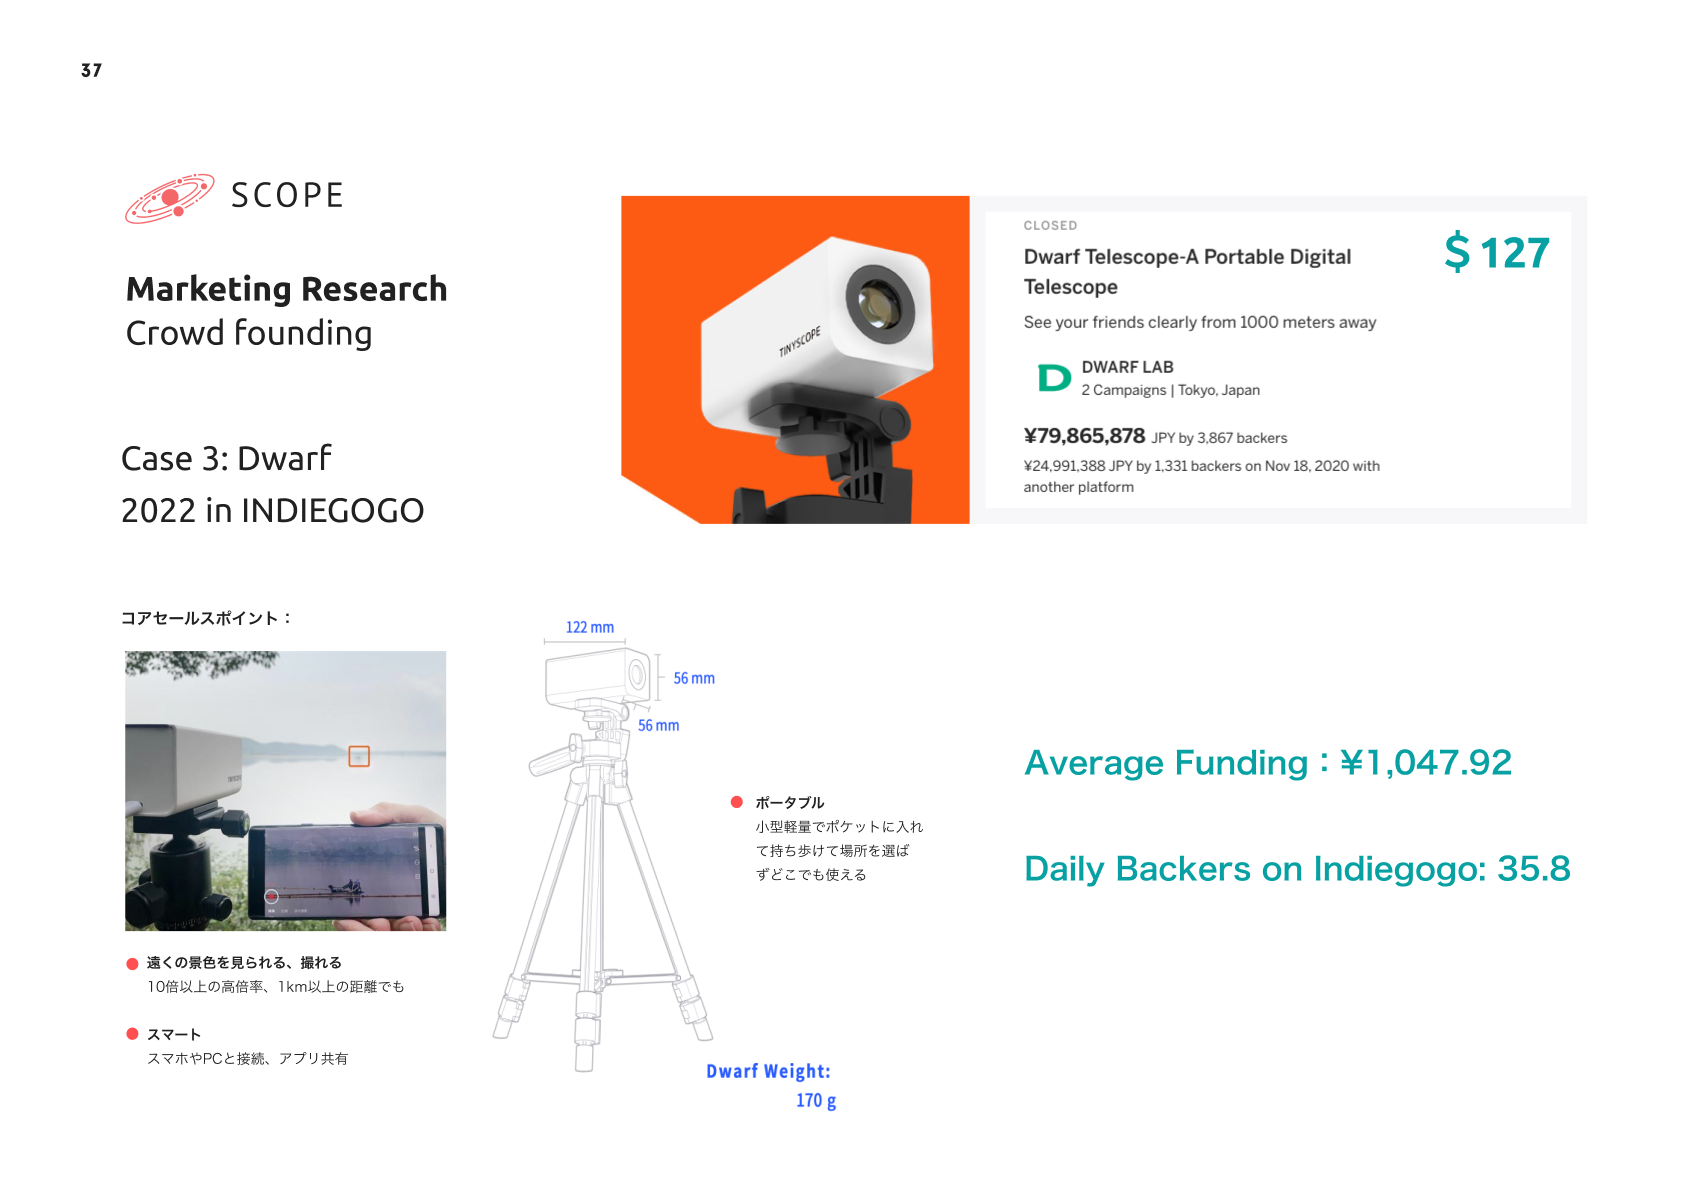 37
SCOPE
Marketing Research
Crowd founding
Case 3: Dwarf
2022 in INDIEGOGO
TINYSCOPE
CLOSED
Dwarf Telescope-A Portable Digital
Telescope
$ 127
See your friends clearly from 1000 meters away
D
DWARF LAB
2 Campaigns | Tokyo, Japan
¥79,865,878 JPY by 3,867 backers
¥24,991,388 JPY by 1,331 backers on Nov 18, 2020 with
another platform
コアセールスポイント：
TINYSCOPE
遠くの景色を見られる、撮れる
10倍以上の高倍率、1km以上の距離でも
スマート
スマホやPCと接続、アプリ共有
122 mm
56 mm
56 mm
ポータブル
小型軽量でポケットに入れ
て持ち歩けて場所を選ば
ずどこでも使える
Dwarf Weight:
170 g
Average Funding：¥1,047.92
Daily Backers on Indiegogo: 35.8